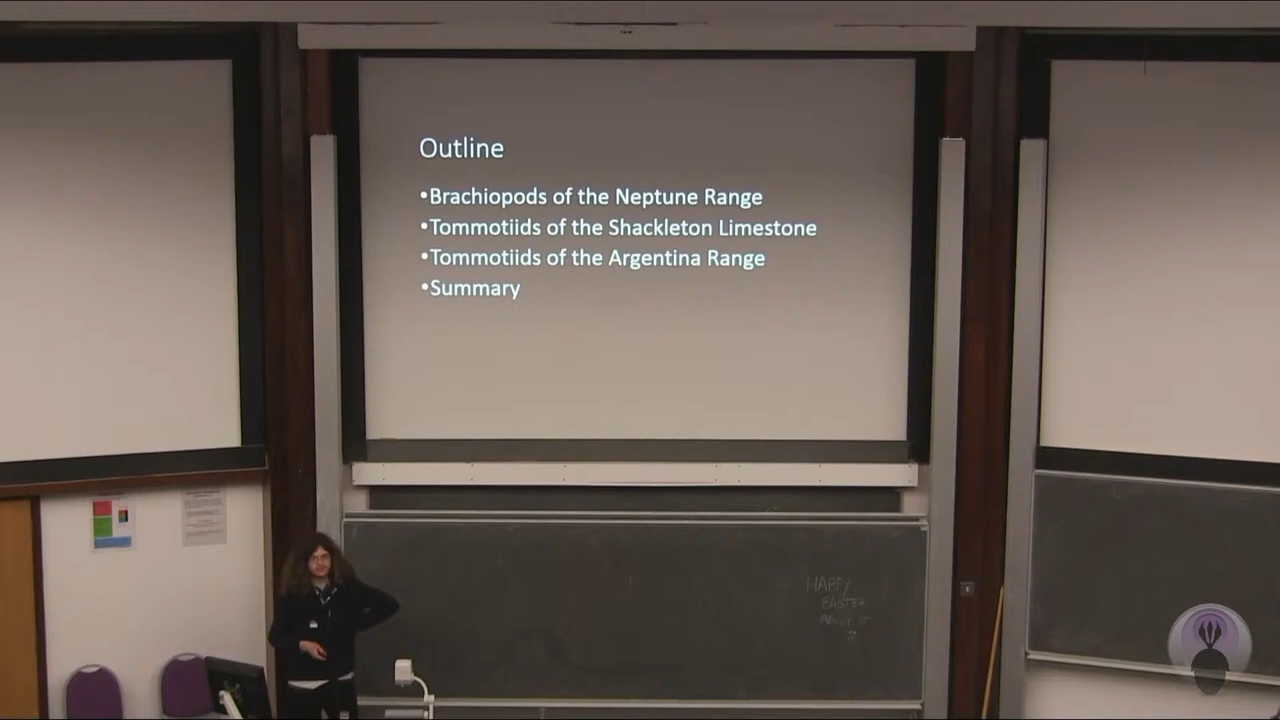 Outline
•Brachiopods of the Neptune Range
•Tommotiids of the Shackleton Limestone
•Tommotiids of the Argentina Range
•Summary
HAPPY
EASTER